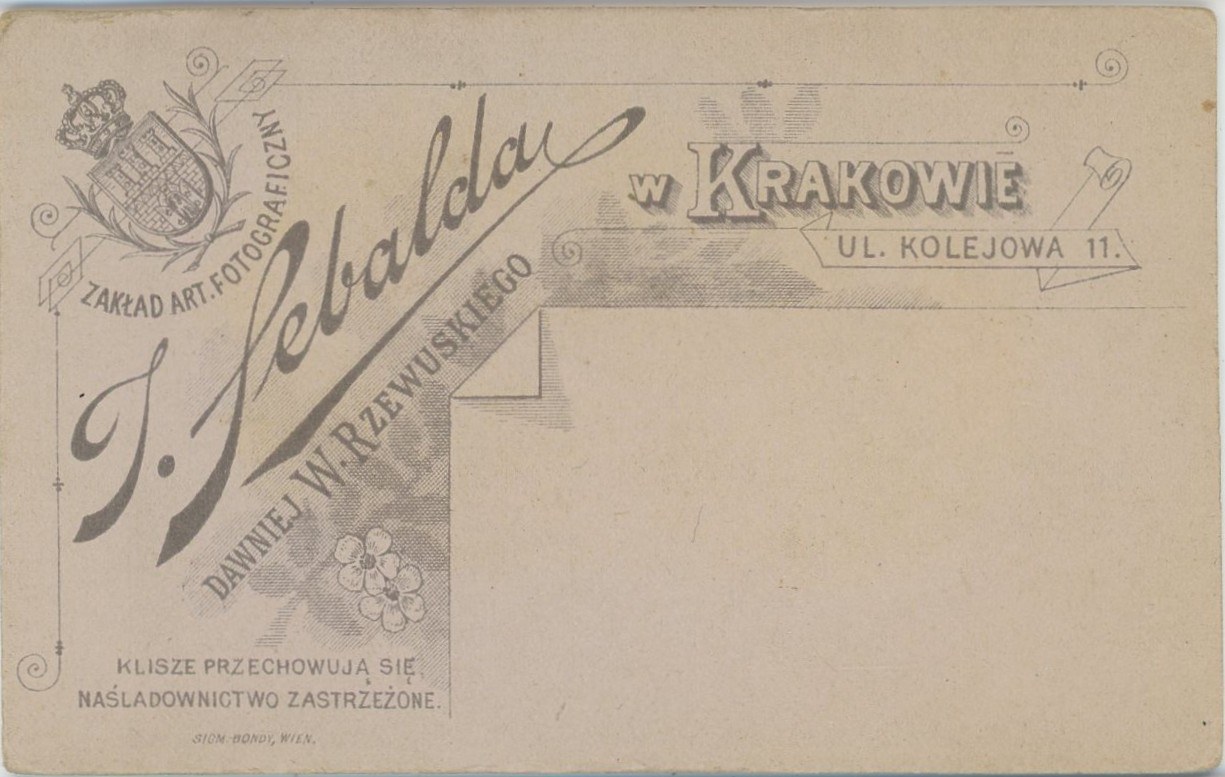 ZAKŁAD ART. FOTOGRAFICZNY
J. Sebalda
DAWNIEJ W. RZEWUSKIEGO
W KRAKOWIE
UL. KOLEJOWA 11.
KLISZE PRZECHOWUJĄ SIĘ,
NAŚLADOWNICTWO ZASTRZEŻONE.
SIGM. BONDY, WIEN.